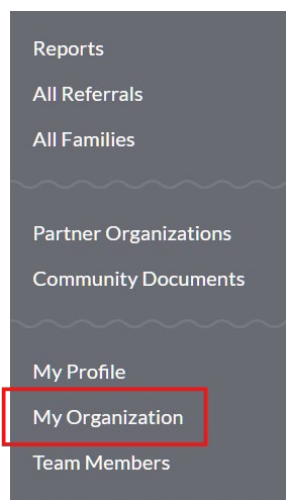 Reports
All Referrals
All Families
Partner Organizations
Community Documents
My Profile
My Organization
Team Members